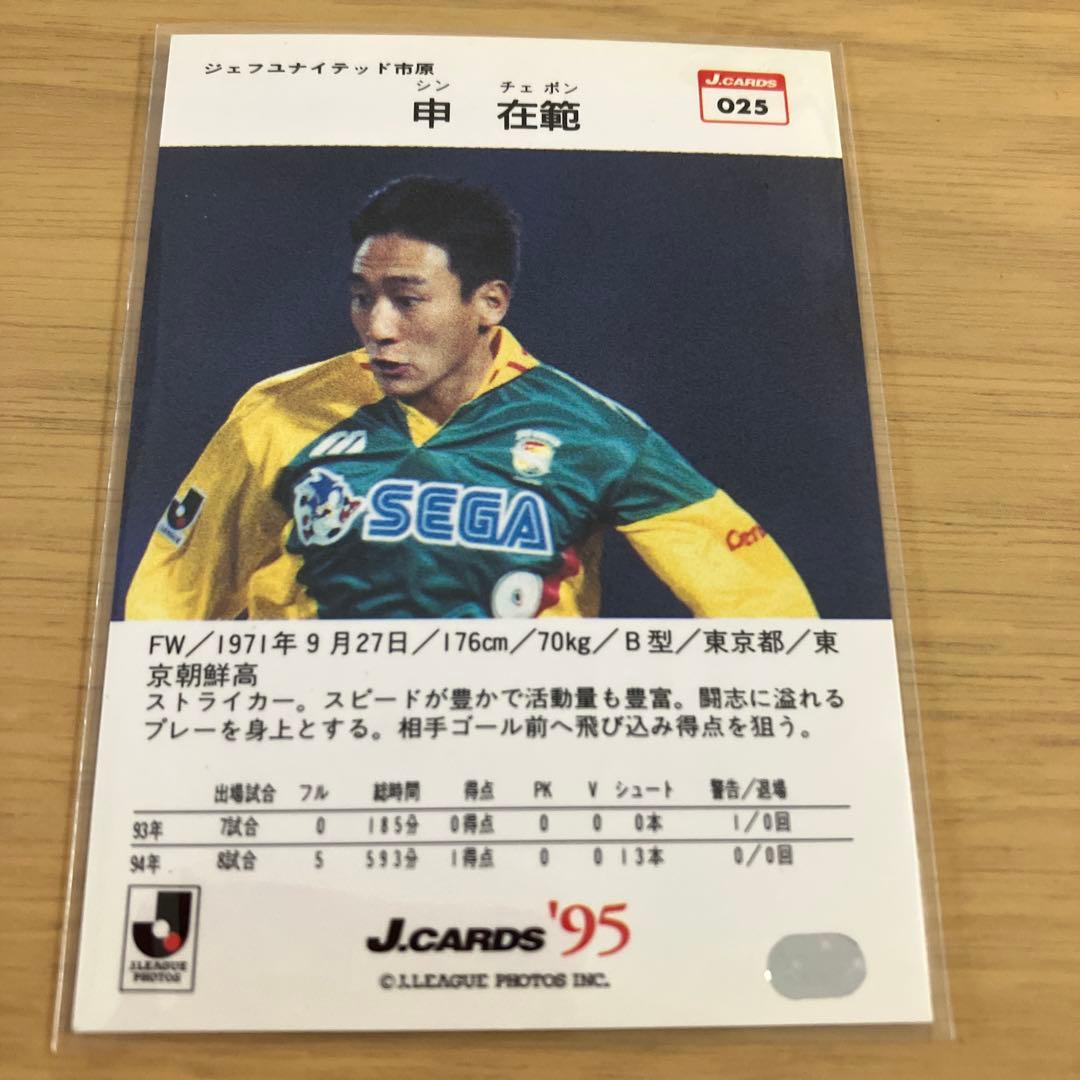 ジェフユナイテッド市原
シン チェ ボン
申 在範
J.CARDS
025
SEGA
FW/1971年9月27日/176cm/70kg/B型/東京都/東
京朝鮮高
ストライカー。スピードが豊かで活動量も豊富。闘志に溢れる
プレーを身上とする。相手ゴール前へ飛び込み得点を狙う。
出場試合 フル 総時間 得点 PK V シュート 警告/退場
93年 7試合 0 185分 0得点 0 0 0本 1/0回
94年 8試合 5 593分 1得点 0 0 13本 0/0回
J.LEAGUE
PHOTOS
J.CARDS '95
©J.LEAGUE PHOTOS INC.